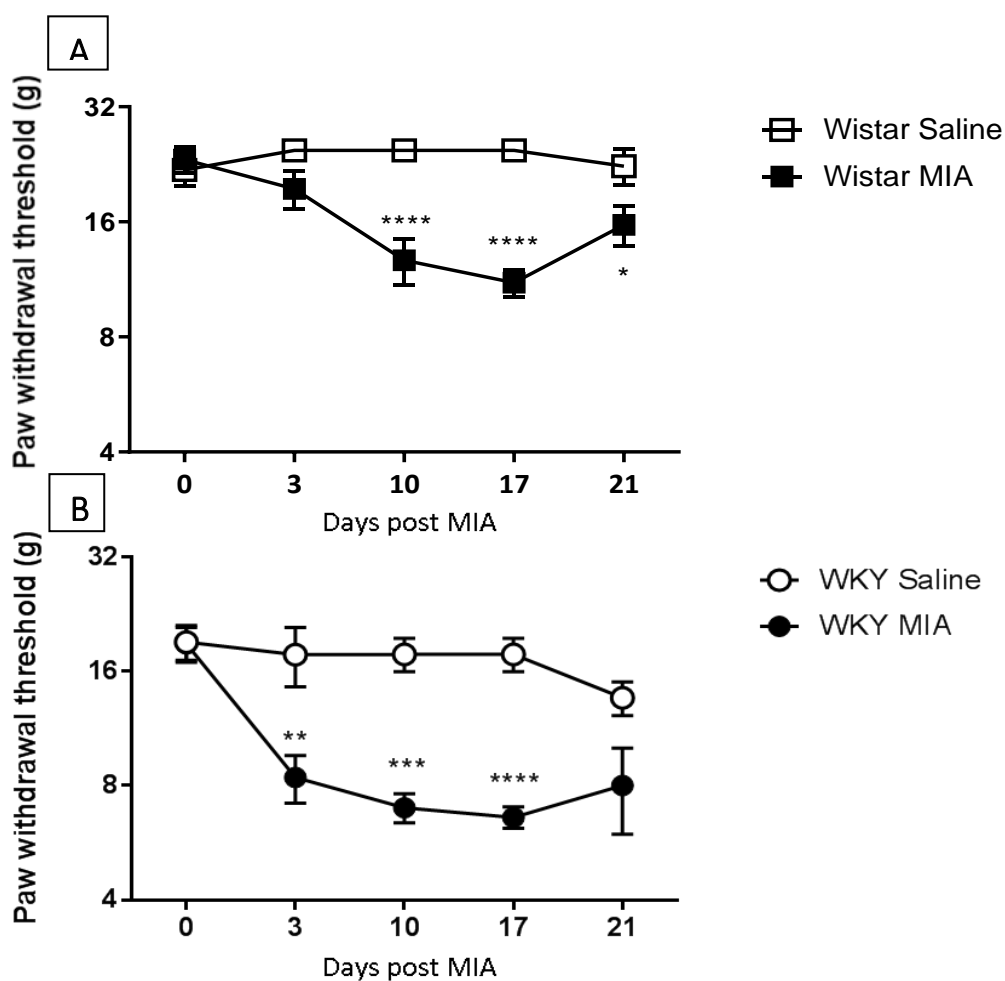 A
Paw withdrawal threshold (g)
32
16
8
4
****
****
*
0 3 10 17 21
Days post MIA
Wistar Saline
Wistar MIA
B
Paw withdrawal threshold (g)
32
16
8
4
**
***
****
0 3 10 17 21
Days post MIA
WKY Saline
WKY MIA